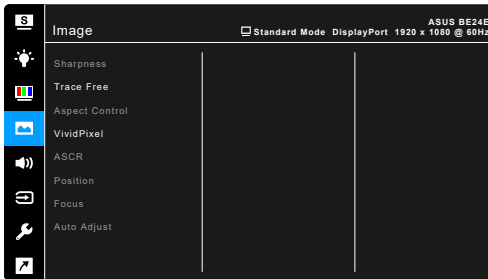 S
Image
ASUS BE24E
Standard Mode DisplayPort 1920 x 1080 @ 60Hz
Sharpness
Trace Free
Aspect Control
VividPixel
ASCR
Position
Focus
Auto Adjust